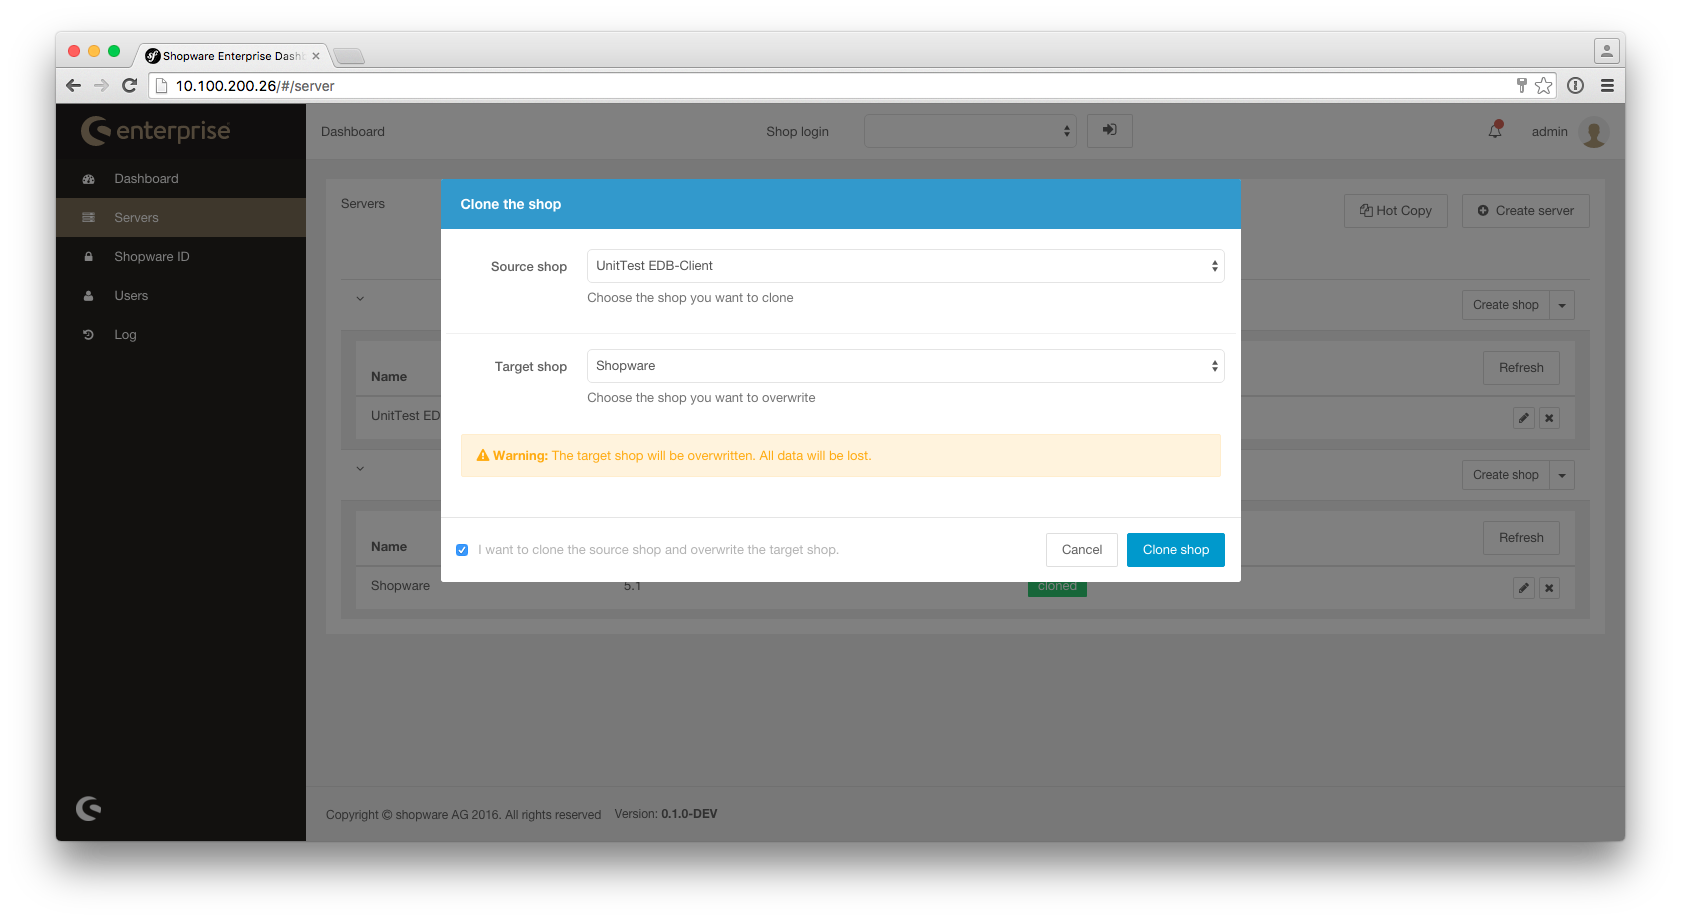 Shopware Enterprise Dash
10.100.200.26/#/server
enterprise
Dashboard
Shop login
admin
Dashboard
Servers
Shopware ID
Users
Log
Servers
Hot Copy
Create server
Clone the shop
Source shop
UnitTest EDB-Client
Choose the shop you want to clone
Create shop
Target shop
Shopware
Choose the shop you want to overwrite
Name
Refresh
UnitTest ED
Warning: The target shop will be overwritten. All data will be lost.
Create shop
I want to clone the source shop and overwrite the target shop.
Cancel
Clone shop
Name
Refresh
Shopware
5.1
cloned
Copyright © shopware AG 2016. All rights reserved
Version: 0.1.0-DEV